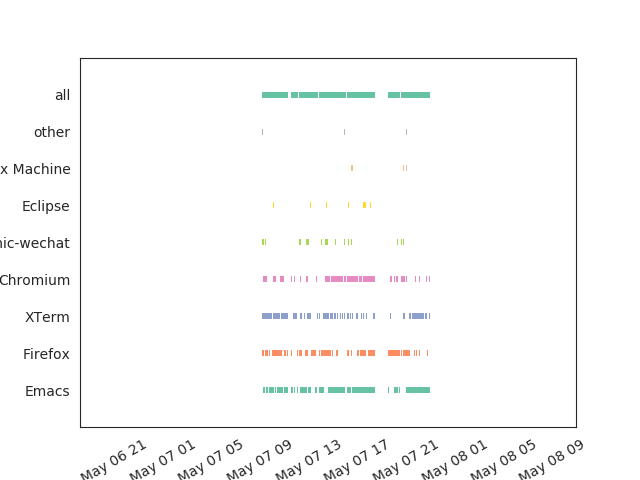 all
other
x Machine
Eclipse
nic-wechat
Chromium
XTerm
Firefox
Emacs
May 06 21
May 07 01
May 07 05
May 07 09
May 07 13
May 07 17
May 07 21
May 08 01
May 08 05
May 08 09